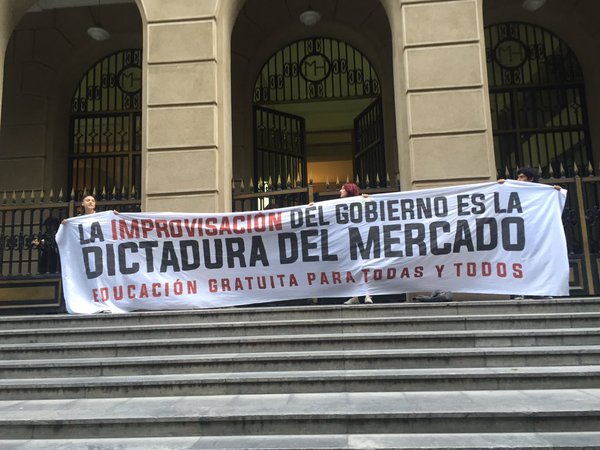 LA IMPROVISACIÓN DEL GOBIERNO ES LA
DICTADURA DEL MERCADO
EDUCACIÓN GRATUITA PARA TODAS Y TODOS